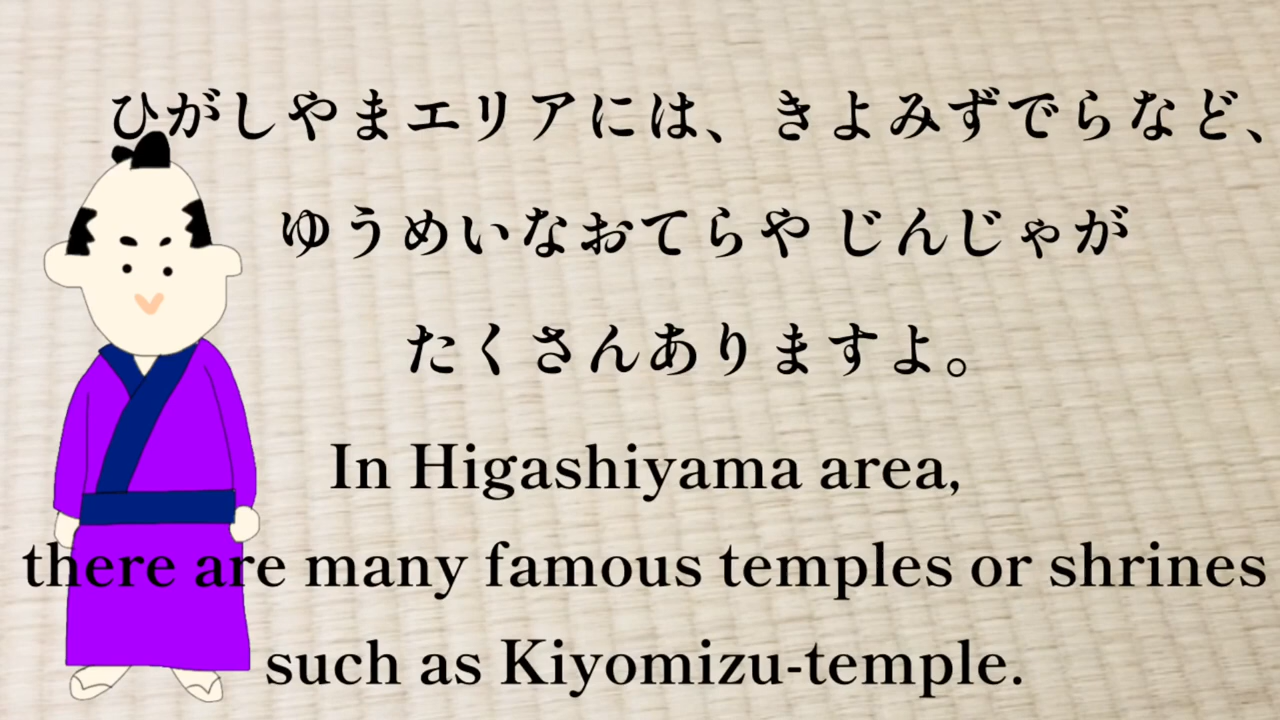 ひがしやまエリアには、きよみずでらなど、
ゆうめいなおてらや じんじゃが
たくさんありますよ。
In Higashiyama area,
there are many famous temples or shrines
such as Kiyomizu-temple.